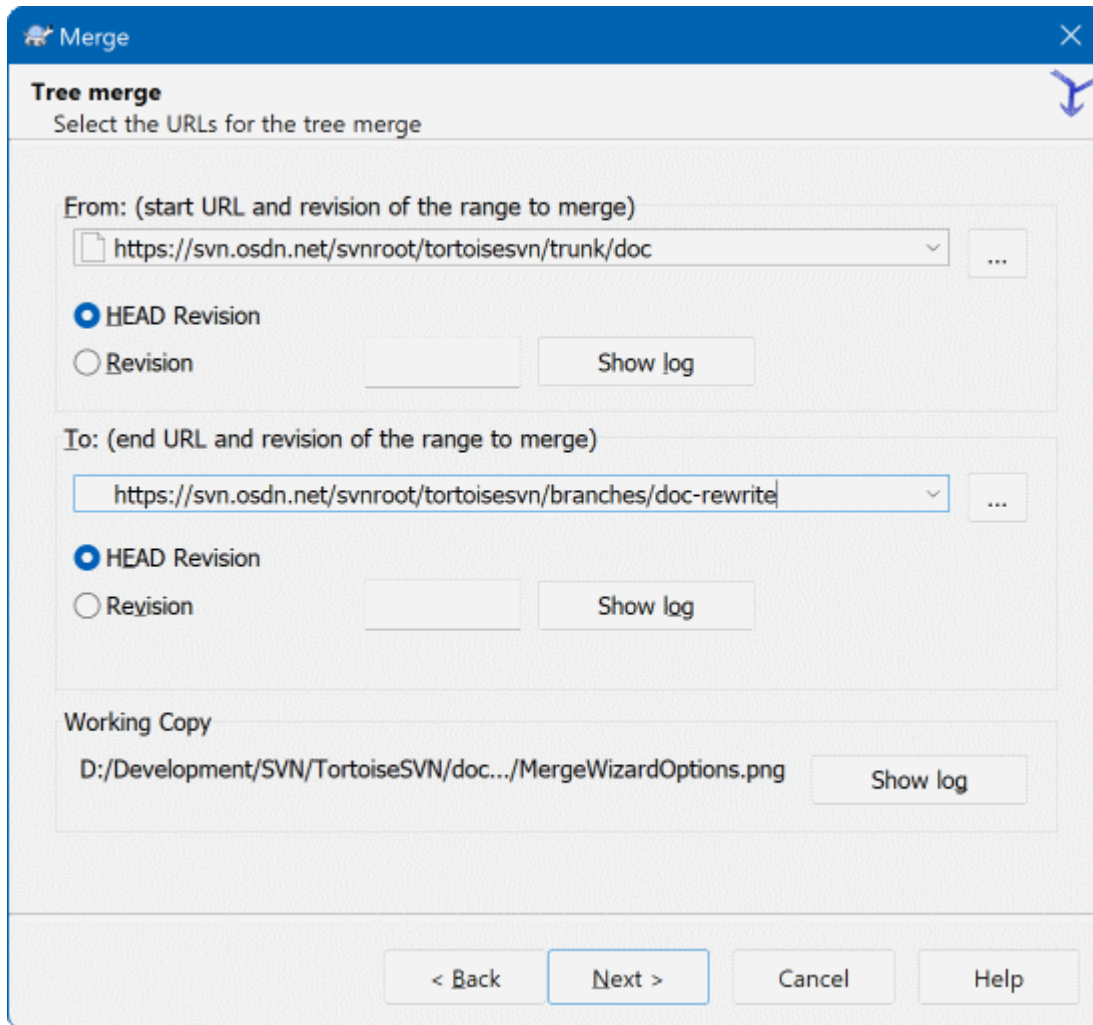 Merge
Tree merge
Select the URLs for the tree merge
From: (start URL and revision of the range to merge)
https://svn.osdn.net/svnroot/tortoisesvn/trunk/doc
...
HEAD Revision
Revision
Show log
To: (end URL and revision of the range to merge)
https://svn.osdn.net/svnroot/tortoisesvn/branches/doc-rewrite
...
HEAD Revision
Revision
Show log
Working Copy
D:/Development/SVN/TortoiseSVN/doc.../MergeWizardOptions.png
Show log
< Back
Next >
Cancel
Help